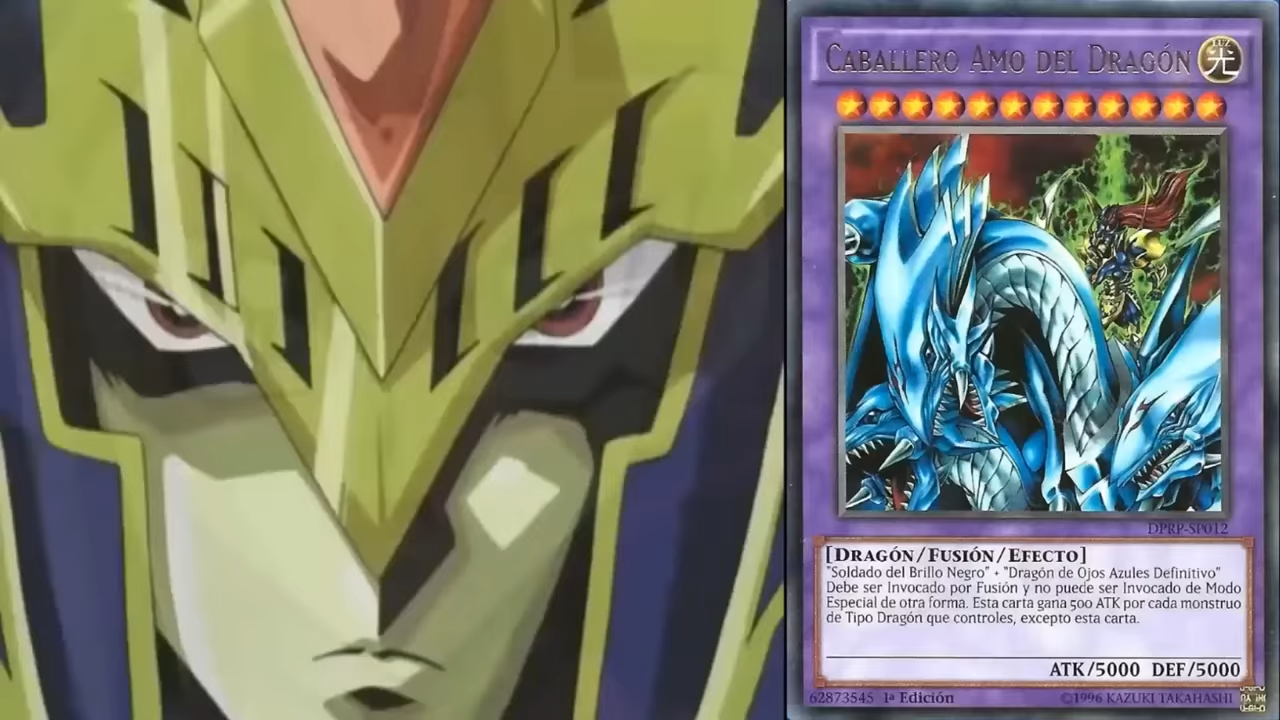 CABALLERO AMO DEL DRAGÓN
LUZ
光
DPRP-SP012
[DRAGÓN/FUSIÓN/EFECTO]
"Soldado del Brillo Negro" + "Dragón de Ojos Azules Definitivo"
Debe ser Invocado por Fusión y no puede ser Invocado de Modo
Especial de otra forma. Esta carta gana 500 ATK por cada monstruo
de Tipo Dragón que controles, excepto esta carta.
ATK/5000 DEF/5000
62873545 1ª Edición ©1996 KAZUKI TAKAHASHI